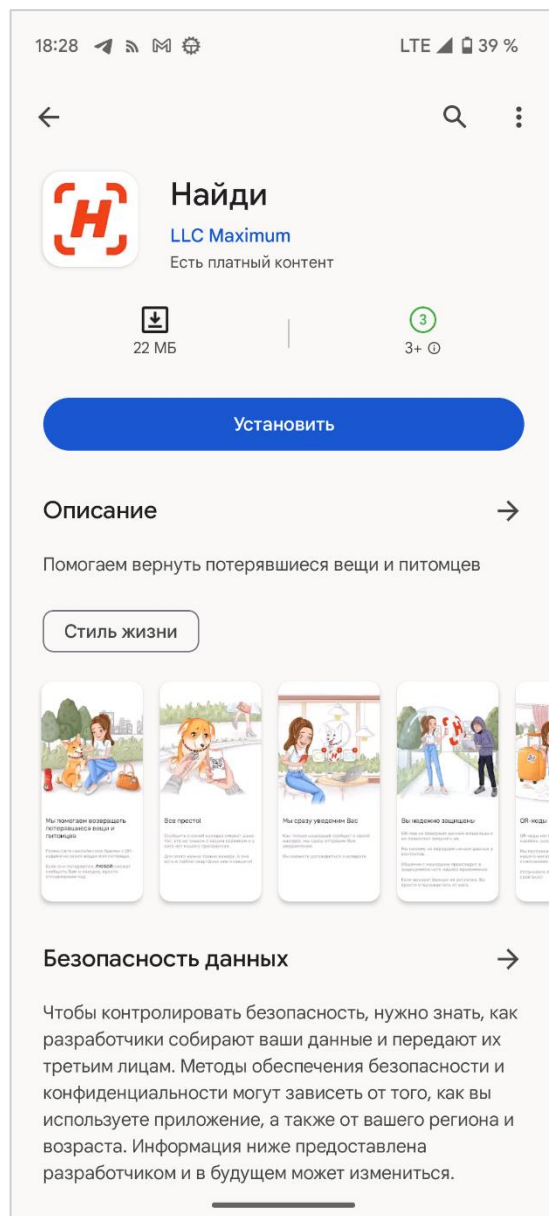 18:28
LTE 39 %
Найди
LLC Maximum
Есть платный контент
22 МБ
3
3+
Установить
Описание
Помогаем вернуть потерявшиеся вещи и питомцев
Стиль жизни
Мы помогаем возвращать
потерявшиеся вещи и
питомцев
Все просто!
Мы сразу уведомим Вас
Вы надежно защищены
QR-коды
Безопасность данных
Чтобы контролировать безопасность, нужно знать, как
разработчики собирают ваши данные и передают их
третьим лицам. Методы обеспечения безопасности и
конфиденциальности могут зависеть от того, как вы
используете приложение, а также от вашего региона и
возраста. Информация ниже предоставлена
разработчиком и в будущем может измениться.